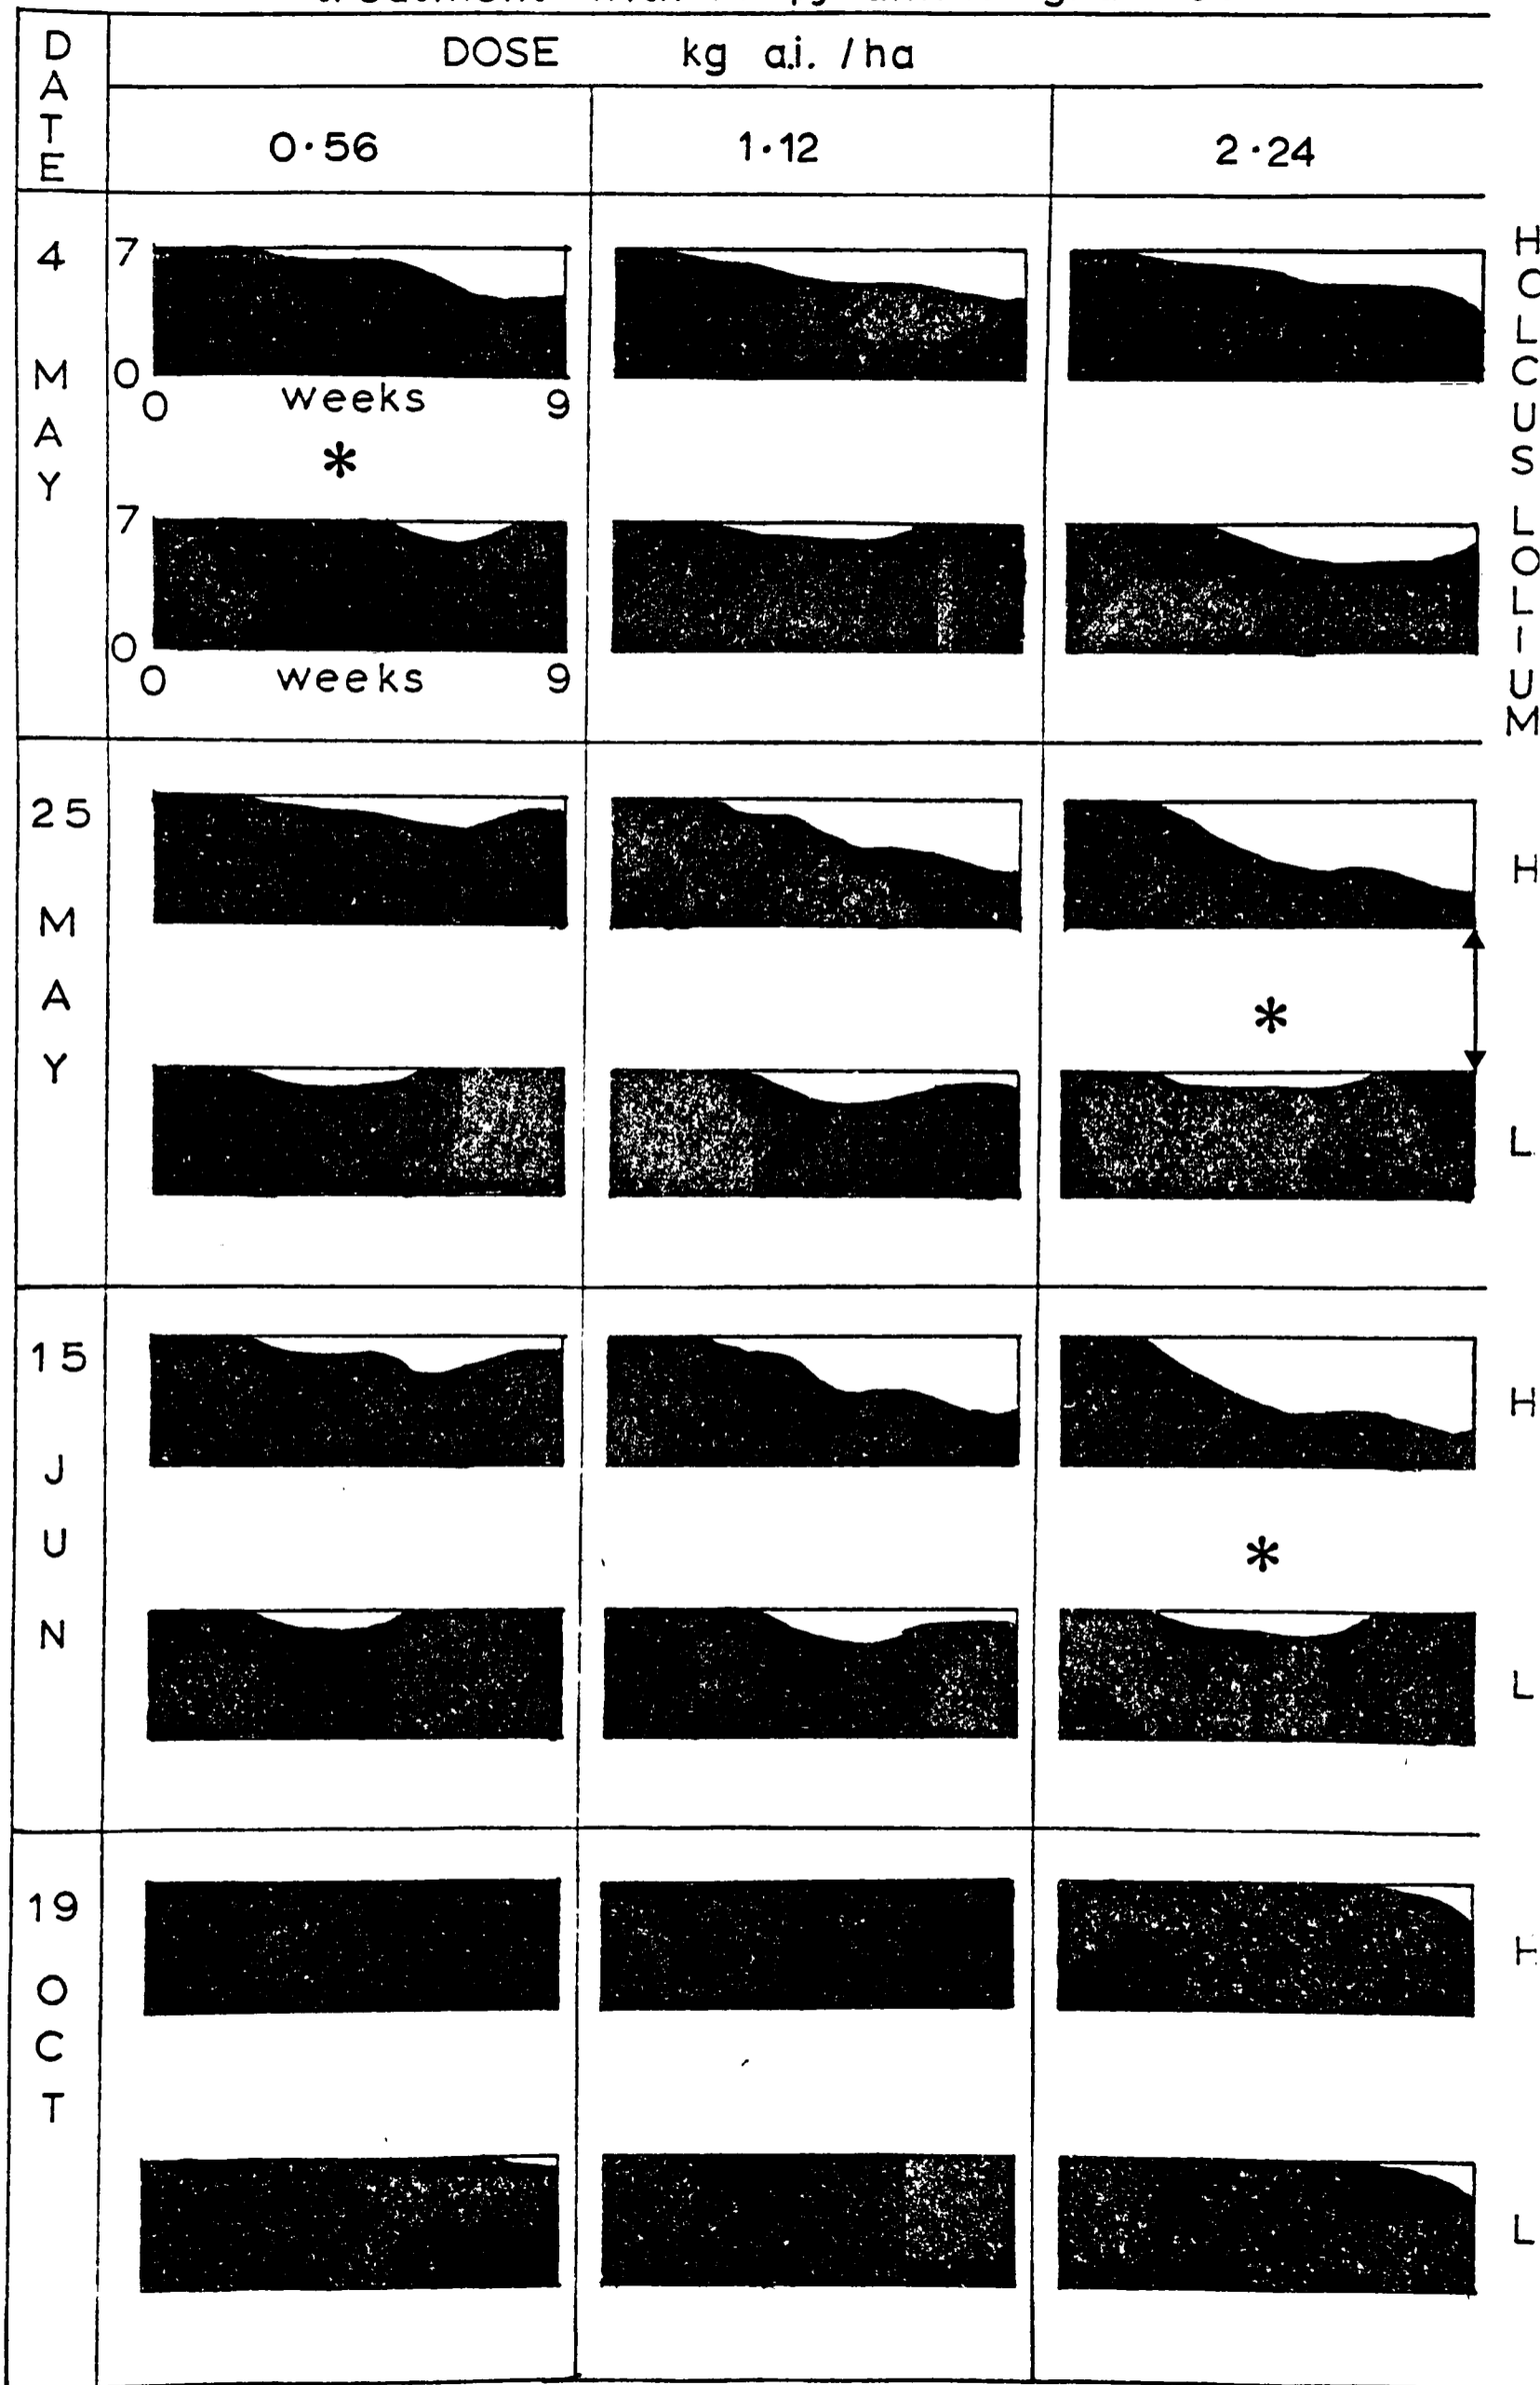 DATE
DOSE kg a.i. /ha
0·56 1·12 2·24
4 MAY
7
0
0 weeks 9
HOLCUS
*
7
0
0 weeks 9
LOLIUM
25 MAY
H
*
L
15 JUN
H
*
L
19 OCT
H
L